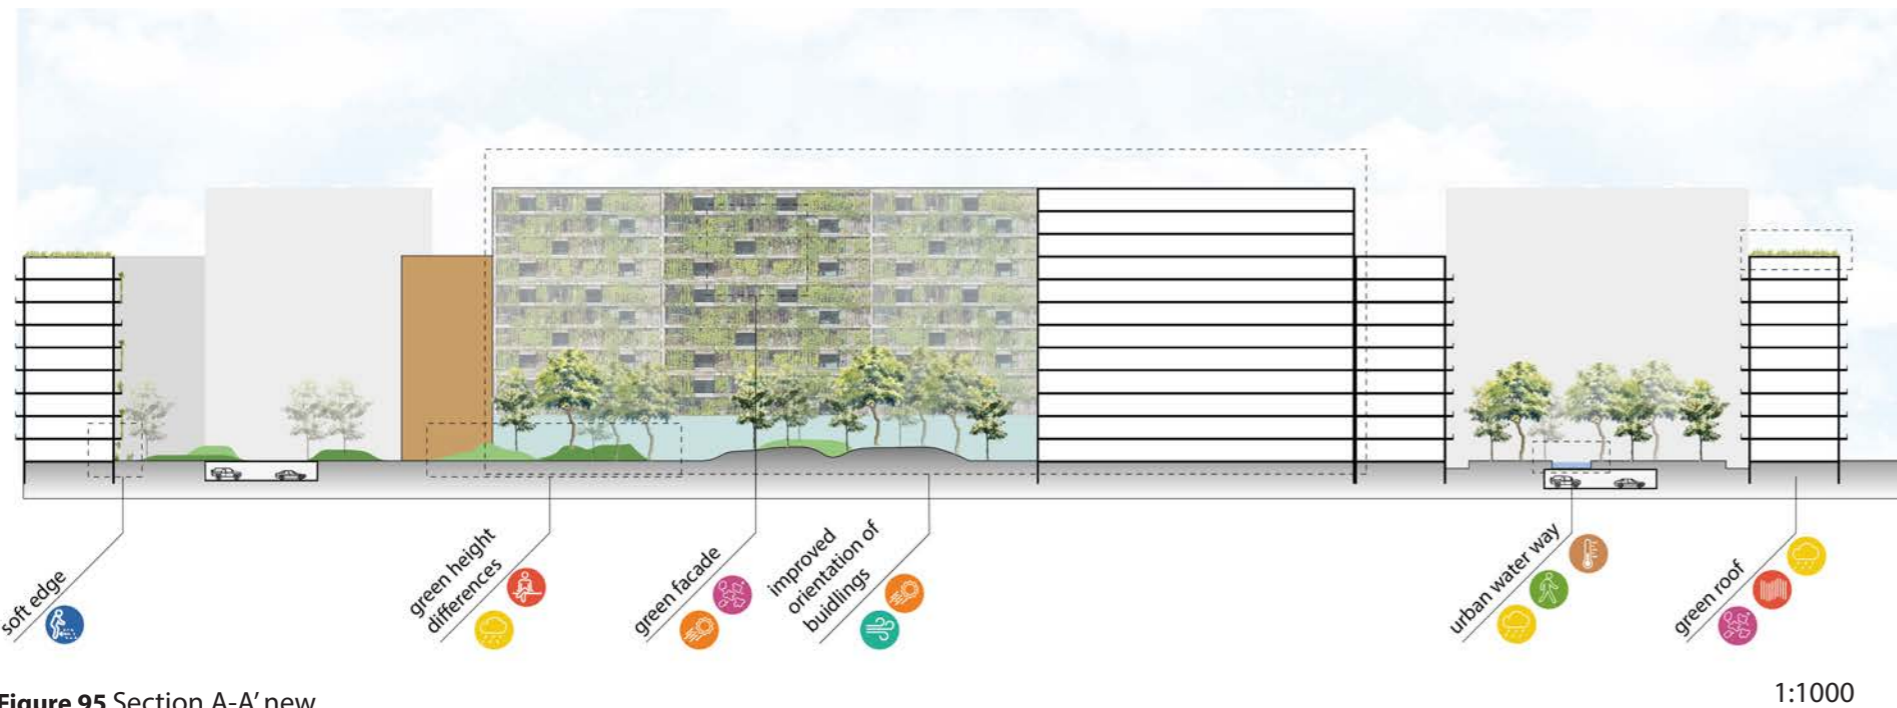 soft edge
green height
differences
green facade
improved
orientation of
buidlings
urban water way
green roof
Figure 95 Section A-A' new
1:1000